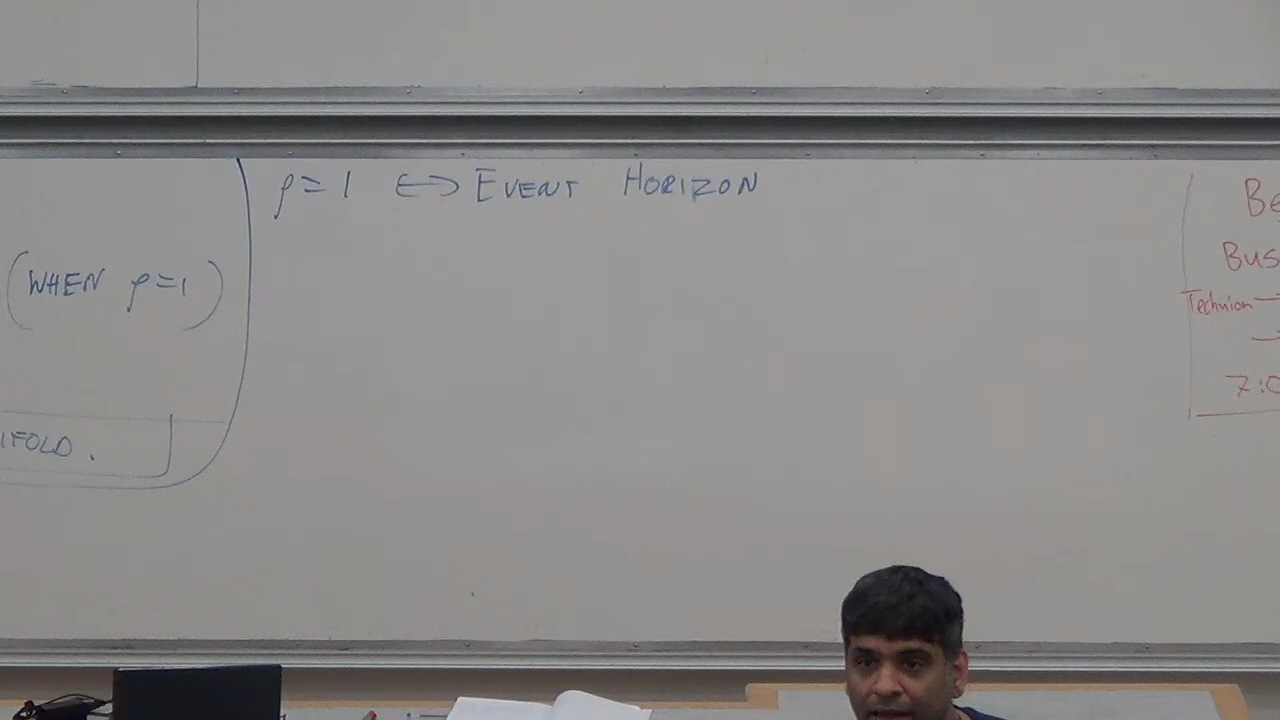 ρ=1 ⟷ EVENT HORIZON
(WHEN ρ=1)
IFOLD.
Be
Bus
Technion →
→
7:0